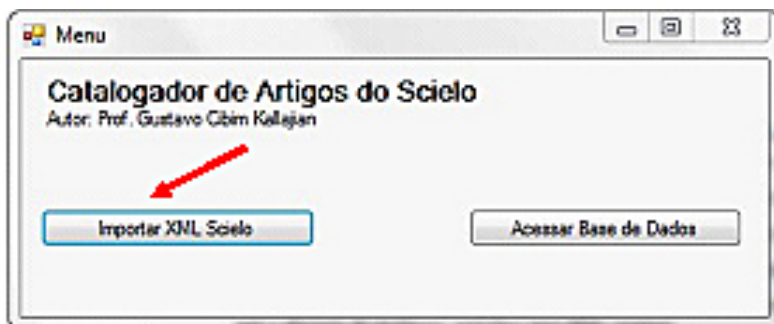 Menu
Catalogador de Artigos do Scielo
Autor: Prof. Gustavo Cibim Kallajian
Importar XML Scielo
Acessar Base de Dados